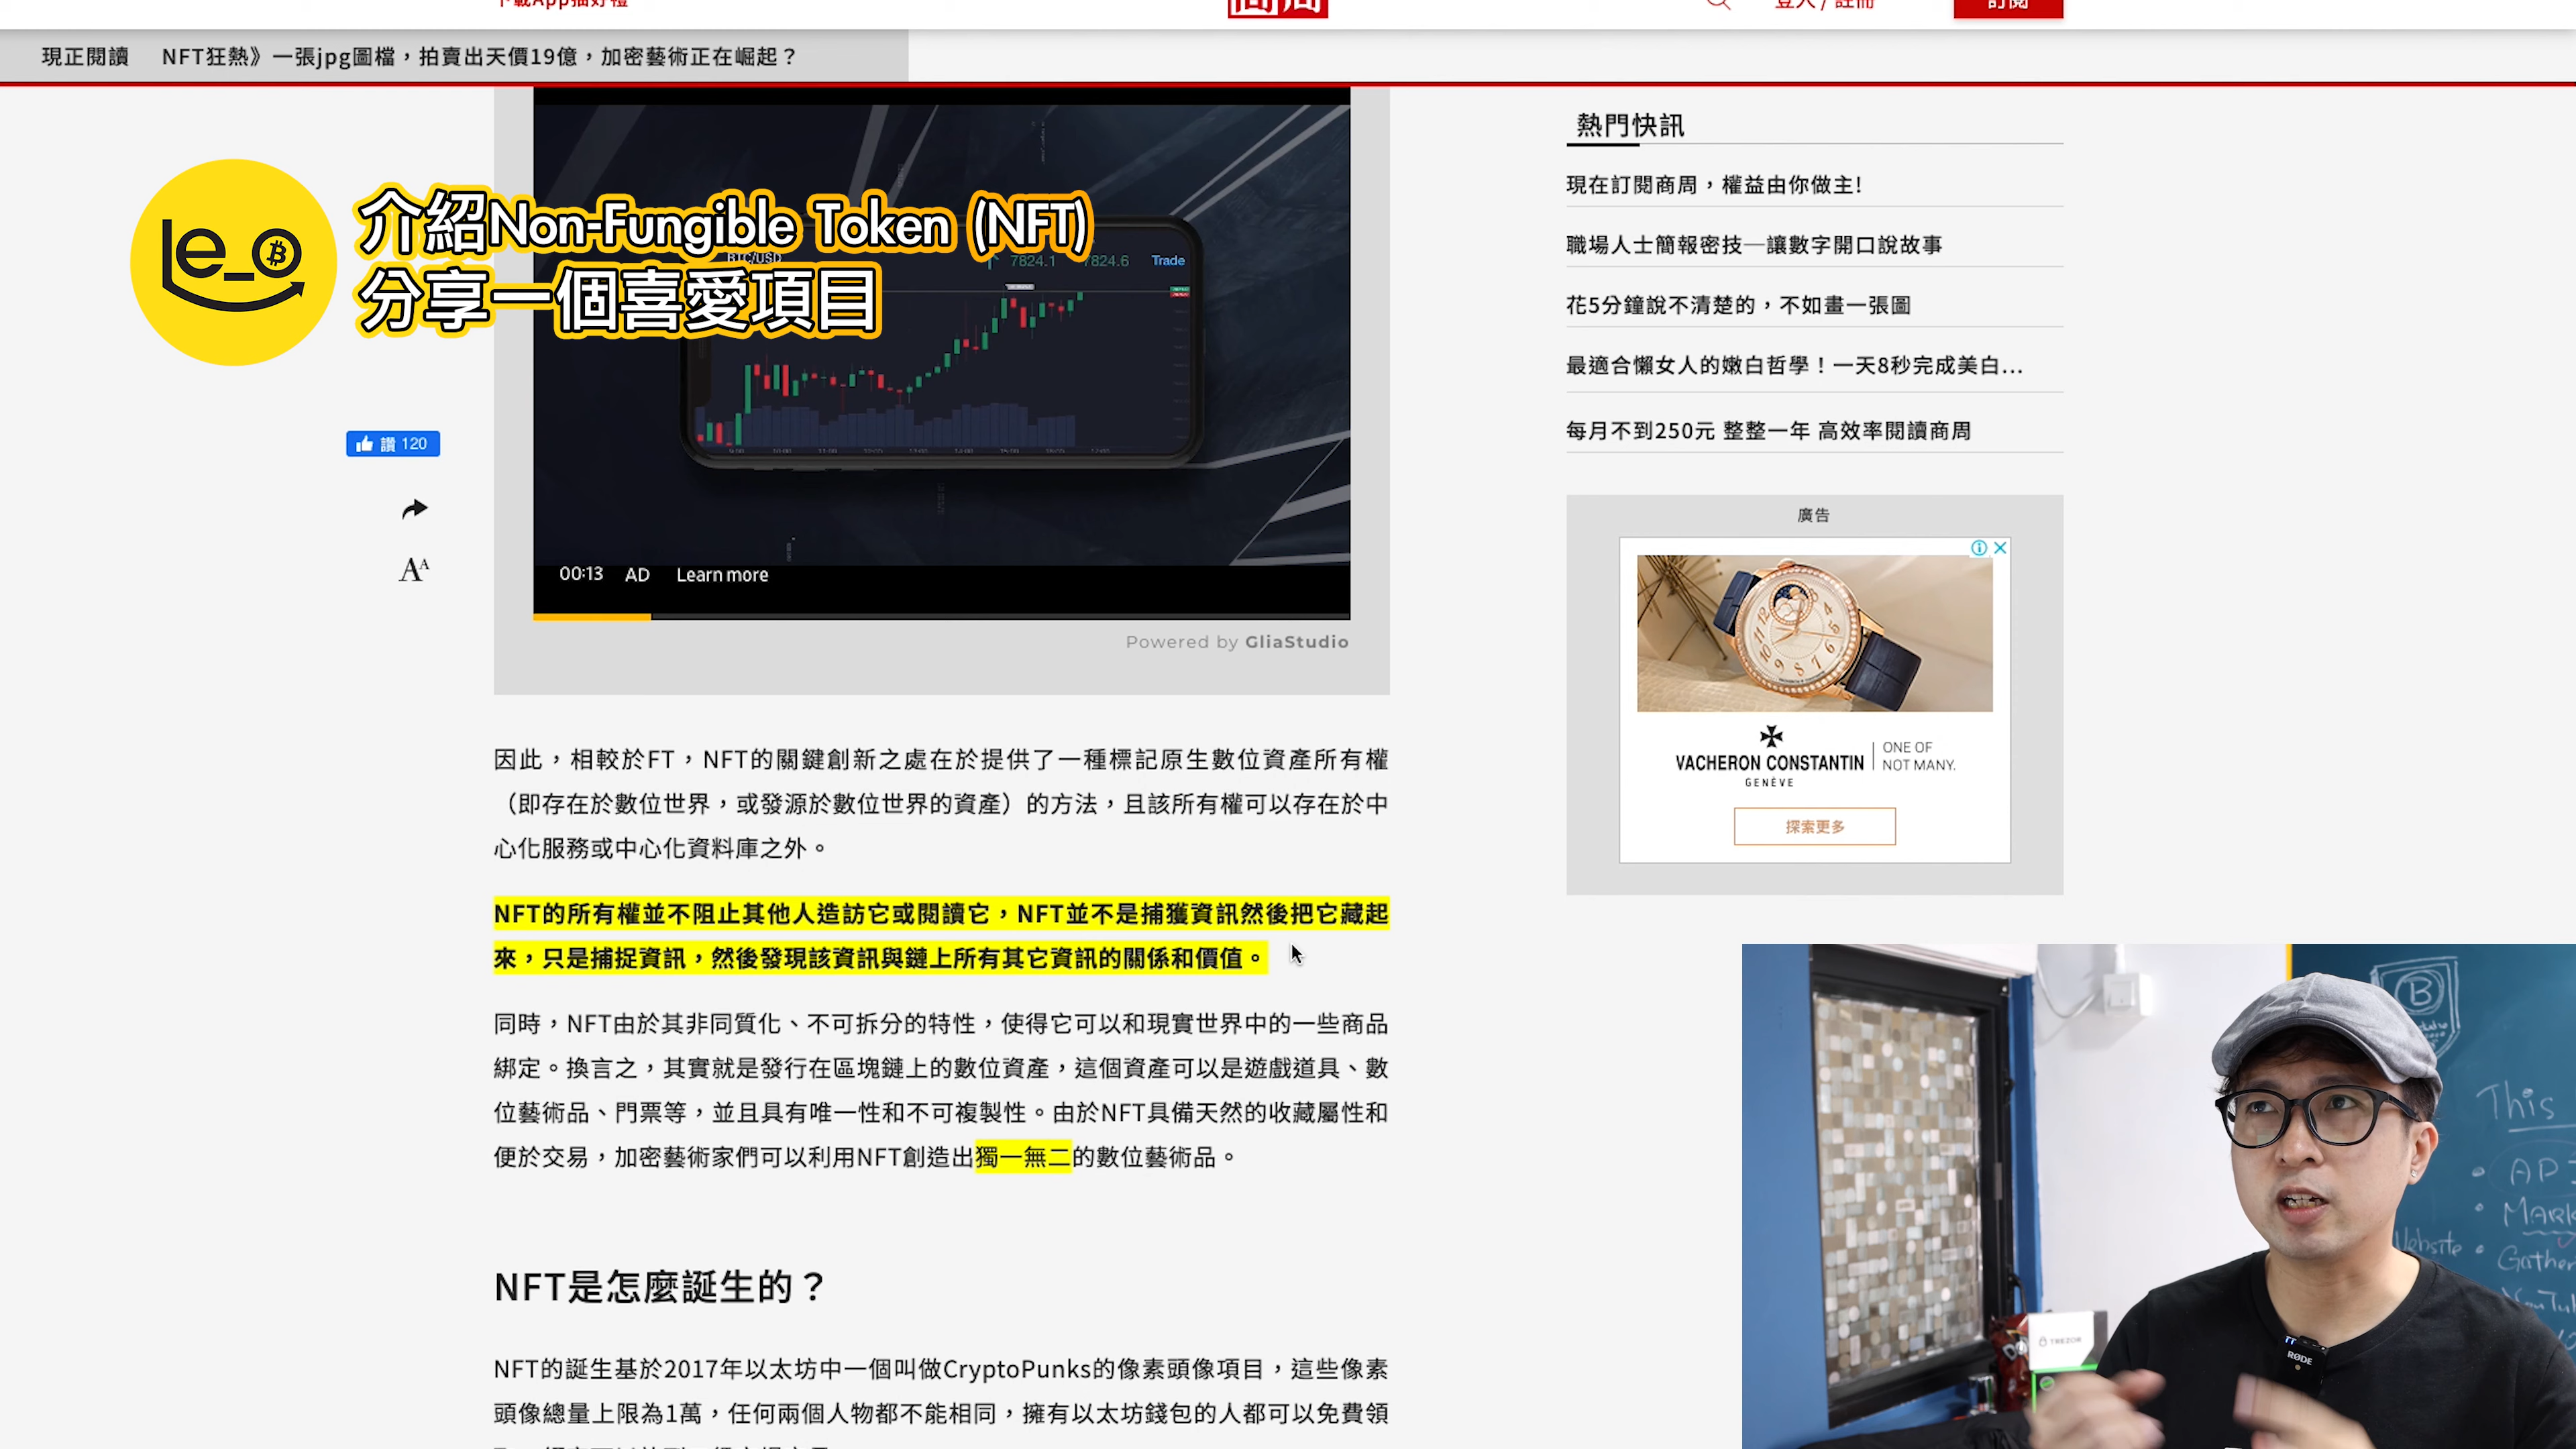 下載App抽好禮
商周
登入 / 註冊
訂閱
現正閱讀 NFT狂熱》一張jpg圖檔，拍賣出天價19億，加密藝術正在崛起？
le_o
介紹Non-Fungible Token (NFT)
分享一個喜愛項目
BTC/USD
7824.1 7824.6 Trade
讚 120
AA
00:13 AD Learn more
Powered by GliaStudio
因此，相較於FT，NFT的關鍵創新之處在於提供了一種標記原生數位資產所有權
（即存在於數位世界，或發源於數位世界的資產）的方法，且該所有權可以存在於中
心化服務或中心化資料庫之外。
NFT的所有權並不阻止其他人造訪它或閱讀它，NFT並不是捕獲資訊然後把它藏起
來，只是捕捉資訊，然後發現該資訊與鏈上所有其它資訊的關係和價值。
同時，NFT由於其非同質化、不可拆分的特性，使得它可以和現實世界中的一些商品
綁定。換言之，其實就是發行在區塊鏈上的數位資產，這個資產可以是遊戲道具、數
位藝術品、門票等，並且具有唯一性和不可複製性。由於NFT具備天然的收藏屬性和
便於交易，加密藝術家們可以利用NFT創造出獨一無二的數位藝術品。
NFT是怎麼誕生的？
NFT的誕生基於2017年以太坊中一個叫做CryptoPunks的像素頭像項目，這些像素
頭像總量上限為1萬，任何兩個人物都不能相同，擁有以太坊錢包的人都可以免費領
熱門快訊
現在訂閱商周，權益由你做主!
職場人士簡報密技─讓數字開口說故事
花5分鐘說不清楚的，不如畫一張圖
最適合懶女人的嫩白哲學！一天8秒完成美白...
每月不到250元 整整一年 高效率閱讀商周
廣告
VACHERON CONSTANTIN
GENÈVE
ONE OF
NOT MANY.
探索更多
B
This
AP
Mark
Website
Gather
YouTu
TREZOR
RØDE